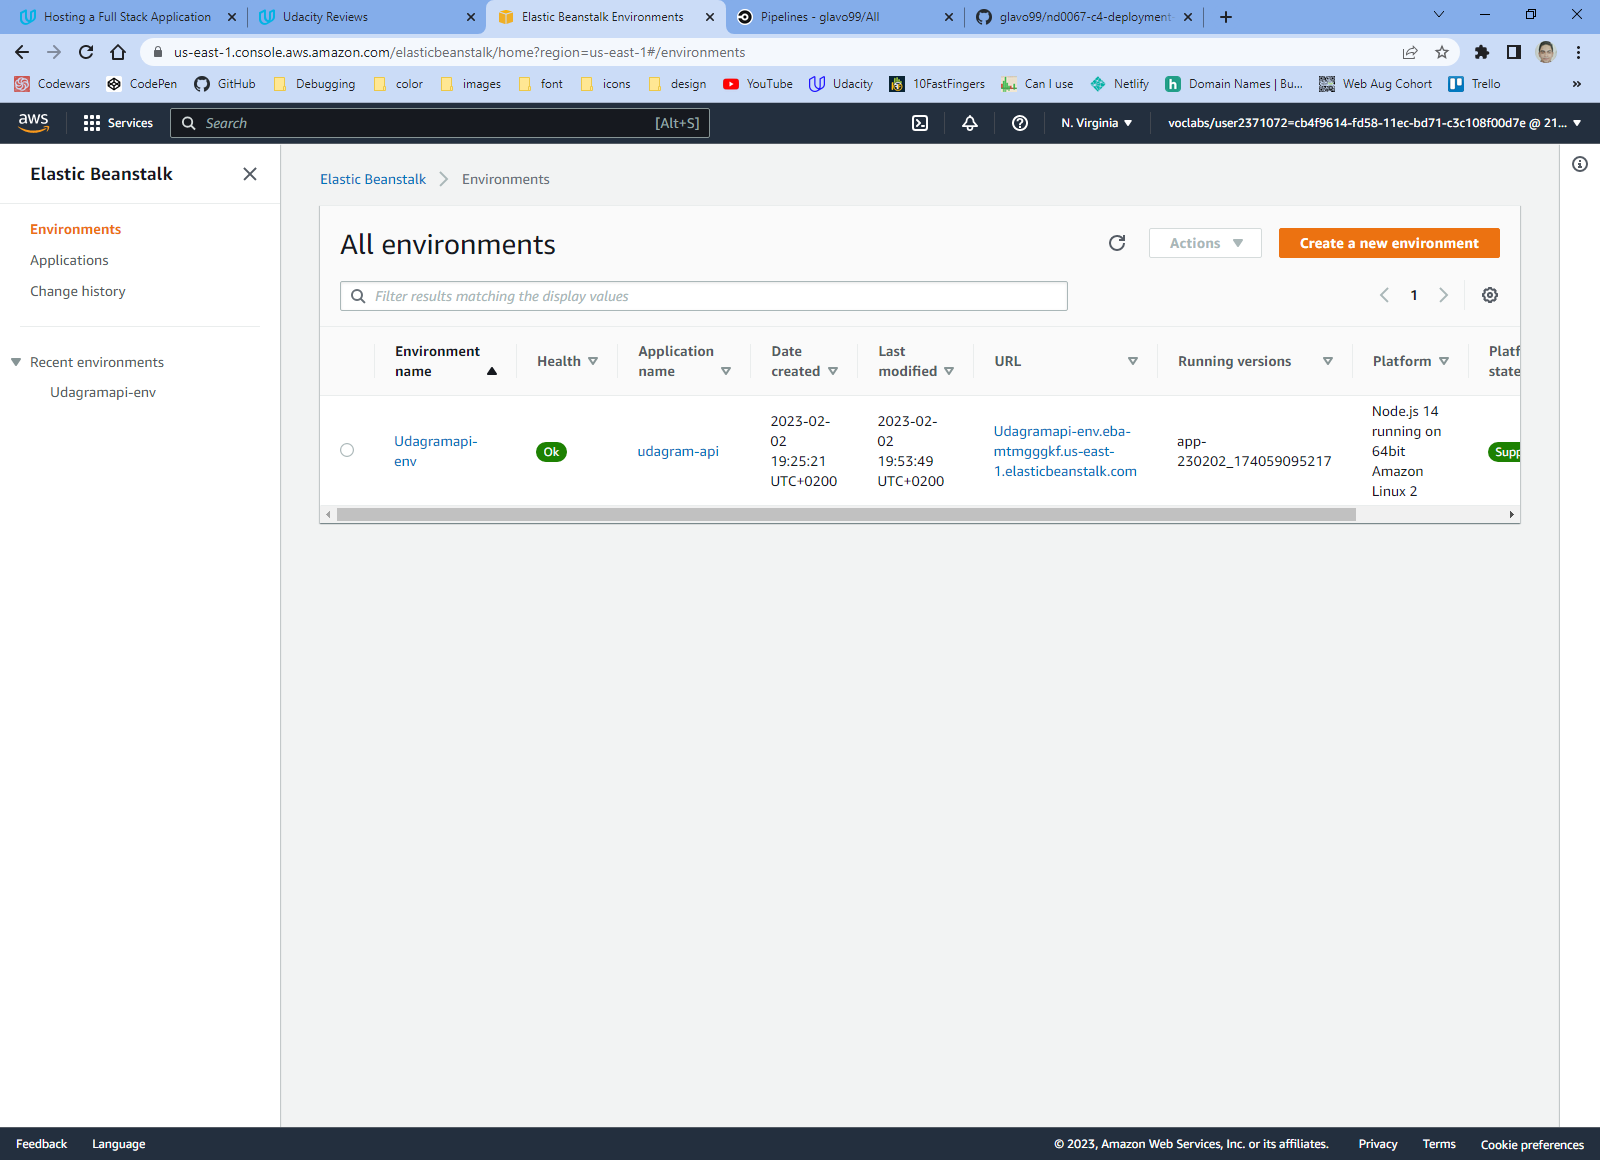 Hosting a Full Stack Application
Udacity Reviews
Elastic Beanstalk Environments
Pipelines - glavo99/All
glavo99/nd0067-c4-deployment-
us-east-1.console.aws.amazon.com/elasticbeanstalk/home?region=us-east-1#/environments
Codewars
CodePen
GitHub
Debugging
color
images
font
icons
design
YouTube
Udacity
10FastFingers
Can I use
Netlify
Domain Names | Bu...
Web Aug Cohort
Trello
»
aws
Services
Search
[Alt+S]
N. Virginia
voclabs/user2371072=cb4f9614-fd58-11ec-bd71-c3c108f00d7e @ 21...
Elastic Beanstalk
Environments
Applications
Change history
Recent environments
Udagramapi-env
Elastic Beanstalk
Environments
All environments
Actions
Create a new environment
Filter results matching the display values
1
Environment
name
Health
Application
name
Date
created
Last
modified
URL
Running versions
Platform
Platf
state
Udagramapi-
env
Ok
udagram-api
2023-02-
02
19:25:21
UTC+0200
2023-02-
02
19:53:49
UTC+0200
Udagramapi-env.eba-
mtmgggkf.us-east-
1.elasticbeanstalk.com
app-
230202_174059095217
Node.js 14
running on
64bit
Amazon
Linux 2
Supp
Feedback
Language
© 2023, Amazon Web Services, Inc. or its affiliates.
Privacy
Terms
Cookie preferences